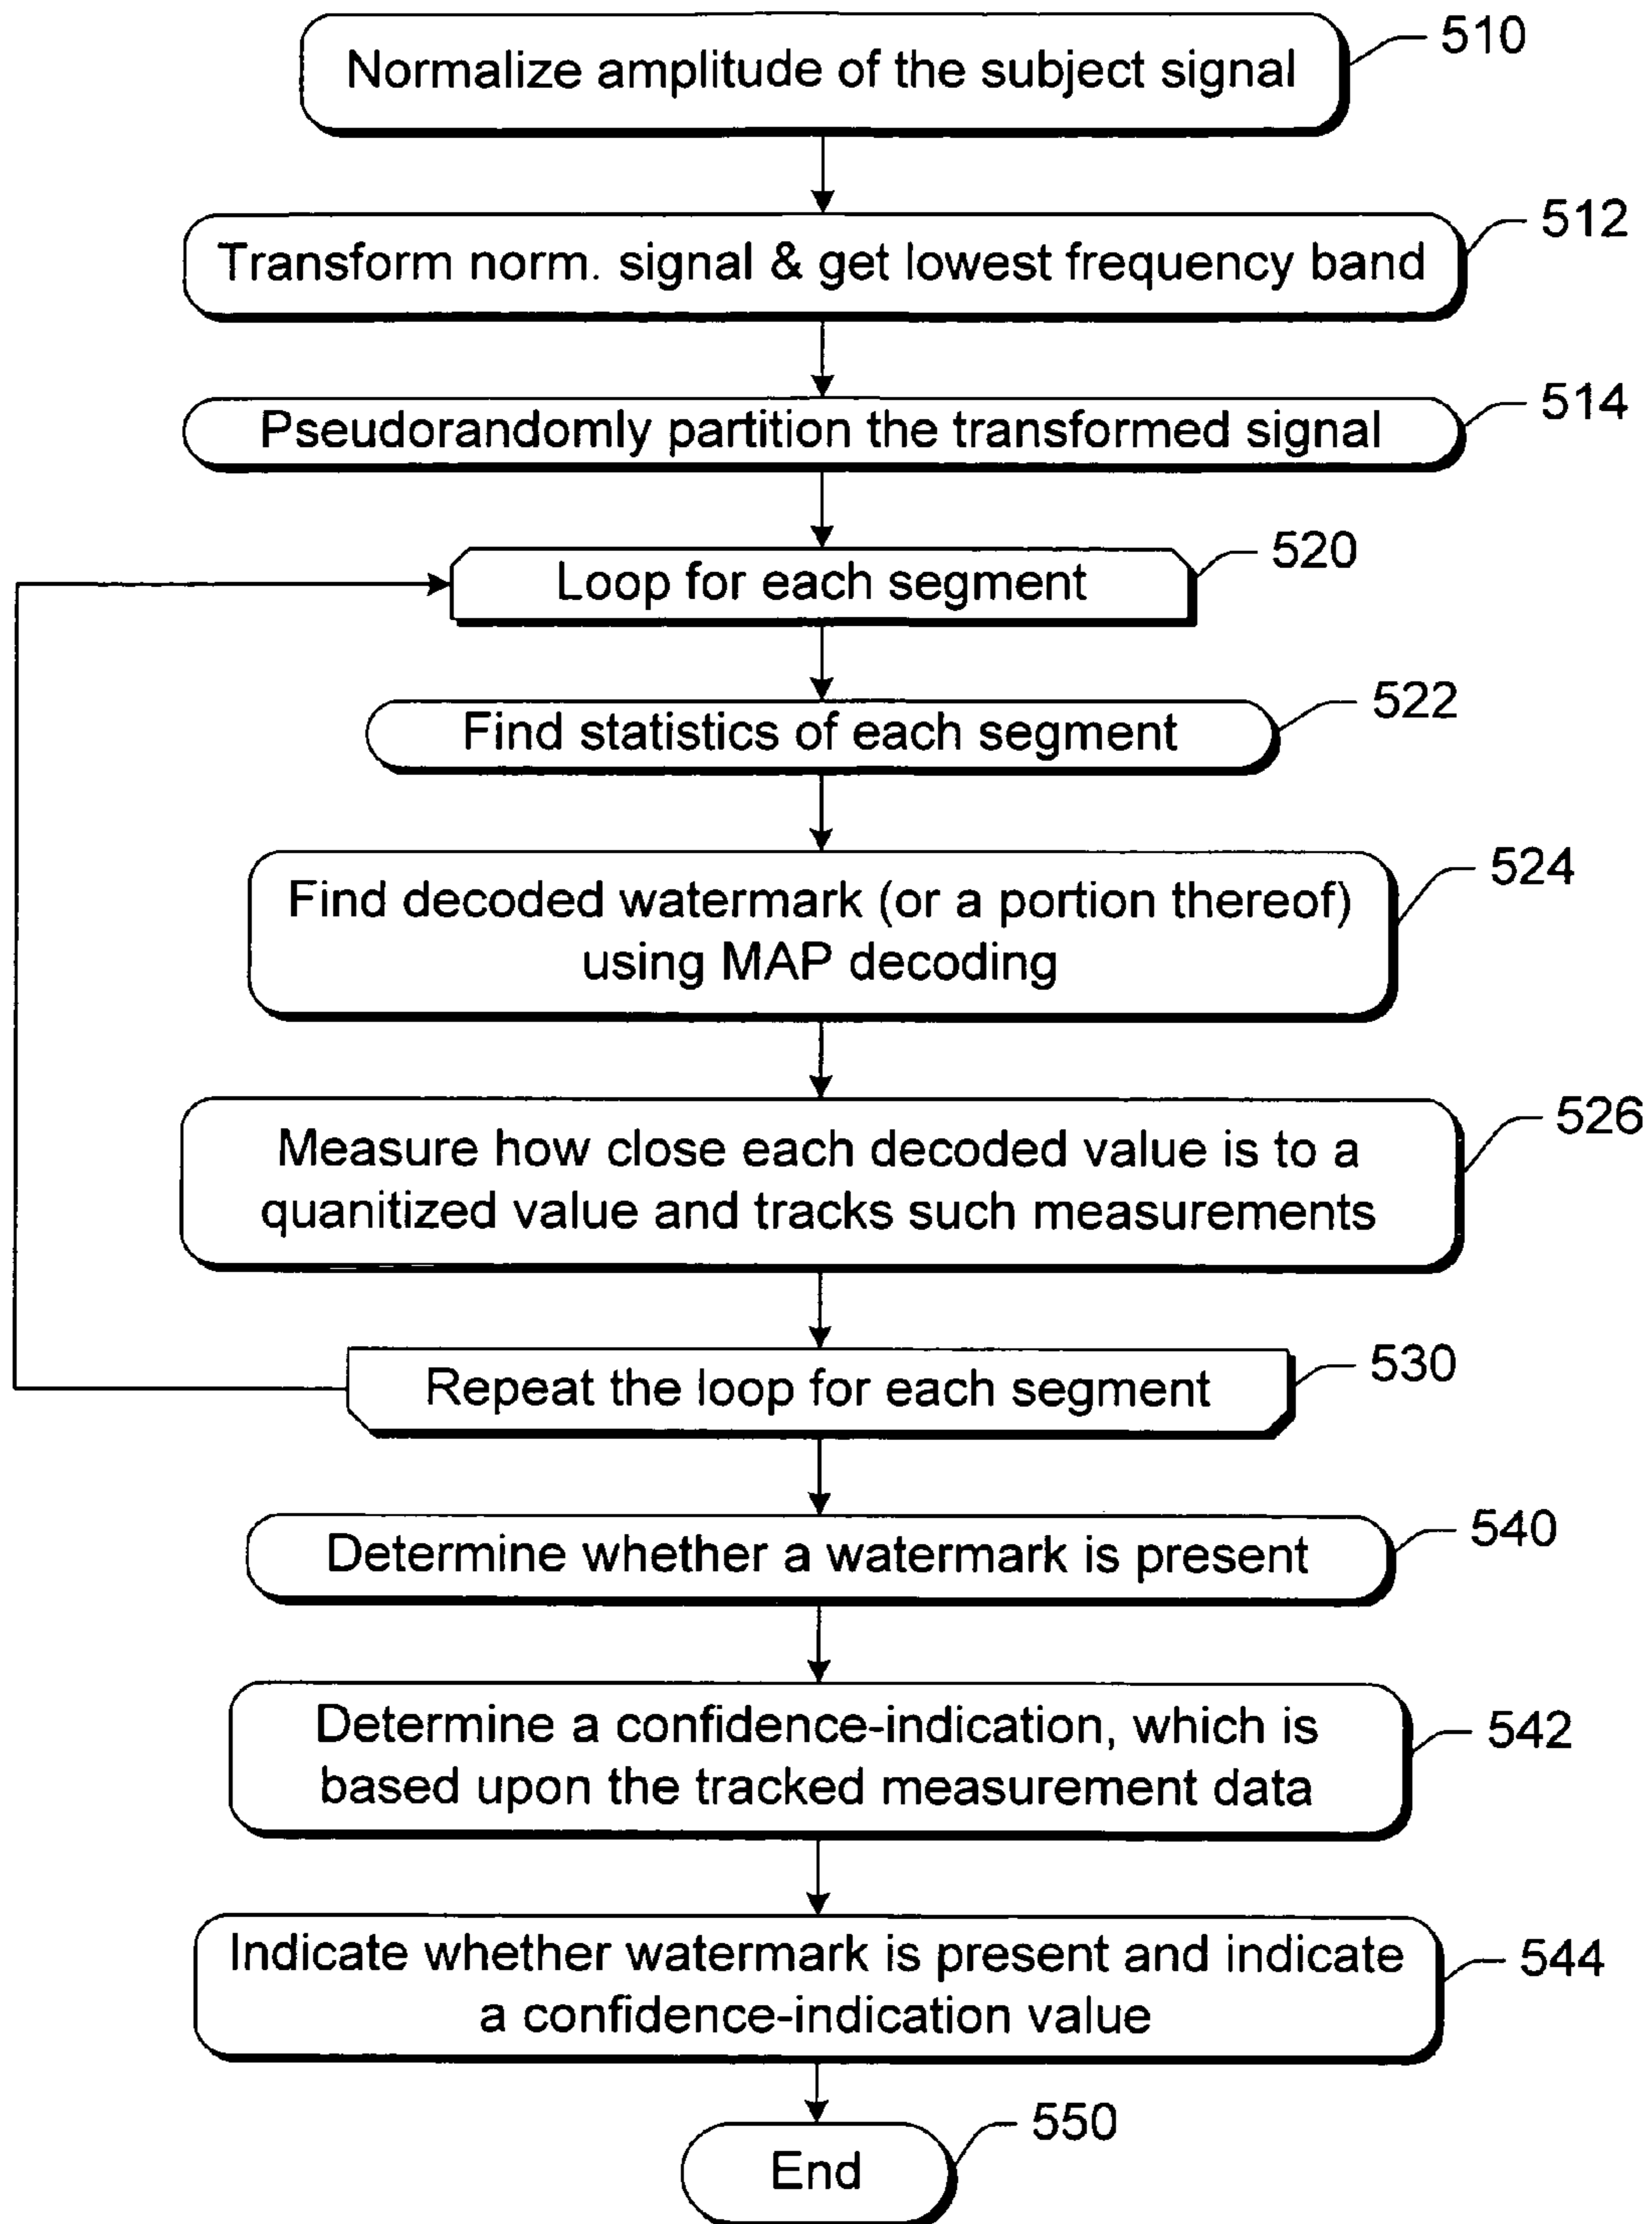 Normalize amplitude of the subject signal
510
Transform norm. signal & get lowest frequency band
512
Pseudorandomly partition the transformed signal
514
Loop for each segment
520
Find statistics of each segment
522
Find decoded watermark (or a portion thereof)
using MAP decoding
524
Measure how close each decoded value is to a
quanitized value and tracks such measurements
526
Repeat the loop for each segment
530
Determine whether a watermark is present
540
Determine a confidence-indication, which is
based upon the tracked measurement data
542
Indicate whether watermark is present and indicate
a confidence-indication value
544
End
550